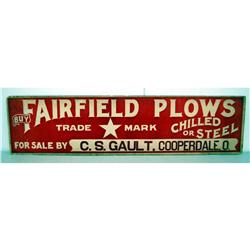 BUY FAIRFIELD PLOWS
TRADE MARK CHILLED OR STEEL
FOR SALE BY C. S. GAULT, COOPERDALE, O.